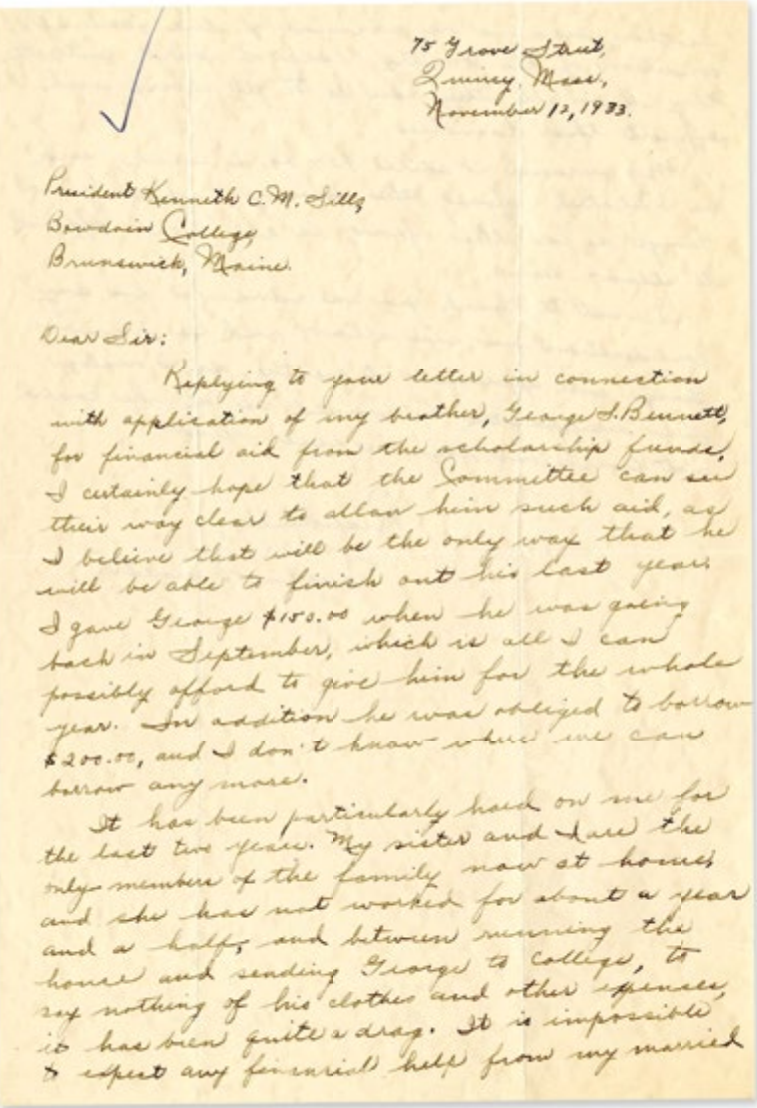 75 Grove Street,
Quincy, Mass.,
November 12, 1933.
President Kenneth C. M. Sills,
Bowdoin College,
Brunswick, Maine.
Dear Sir:
Replying to your letter in connection
with application of my brother, George S. Bennett,
for financial aid from the scholarship funds,
I certainly hope that the Committee can see
their way clear to allow him such aid, as
I believe that will be the only way that he
will be able to finish out his last year.
I gave George $150.00 when he was going
back in September, which is all I can
possibly afford to give him for the whole
year. In addition he was obliged to borrow
$200.00, and I don't know where we can
borrow any more.
It has been particularly hard on me for
the last two years. My sister and I are the
only members of the family now at home,
and she has not worked for about a year
and a half, and between running the
house and sending George to College, to
say nothing of his clothes and other expenses,
it has been quite a drag. It is impossible
to expect any financial help from my married